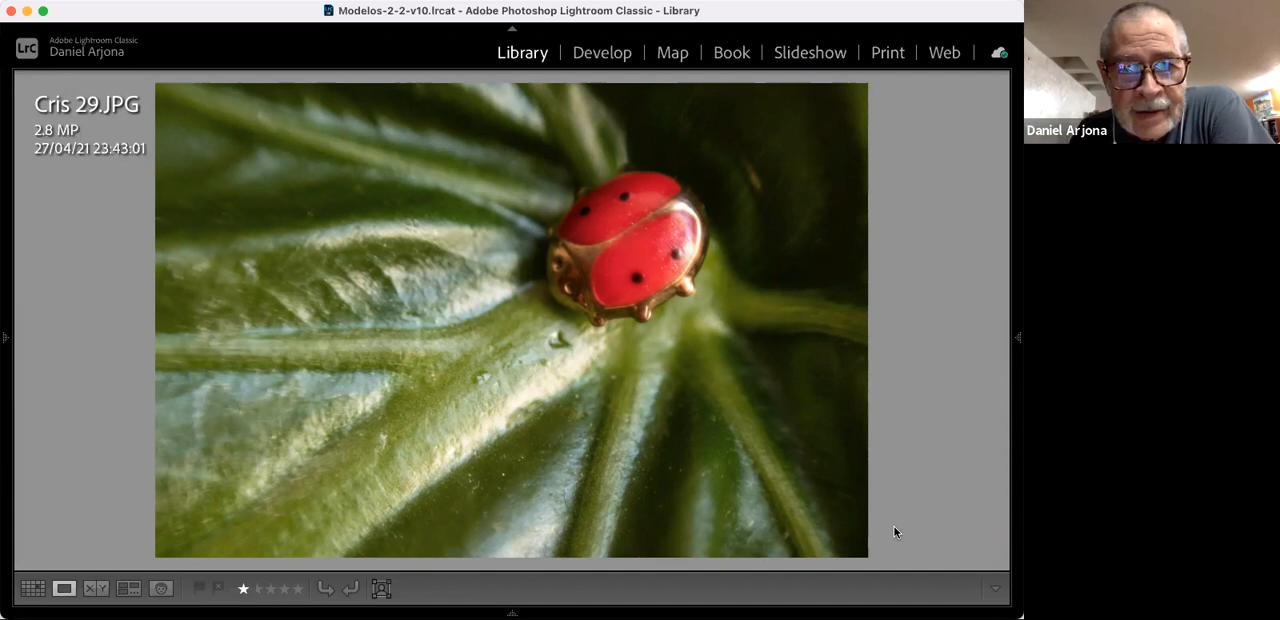 Modelos-2-2-v10.lrcat - Adobe Photoshop Lightroom Classic - Library
LrC
Adobe Lightroom Classic
Daniel Arjona
Library | Develop | Map | Book | Slideshow | Print | Web |
Cris 29.JPG
2.8 MP
27/04/21 23:43:01
Daniel Arjona
X Y